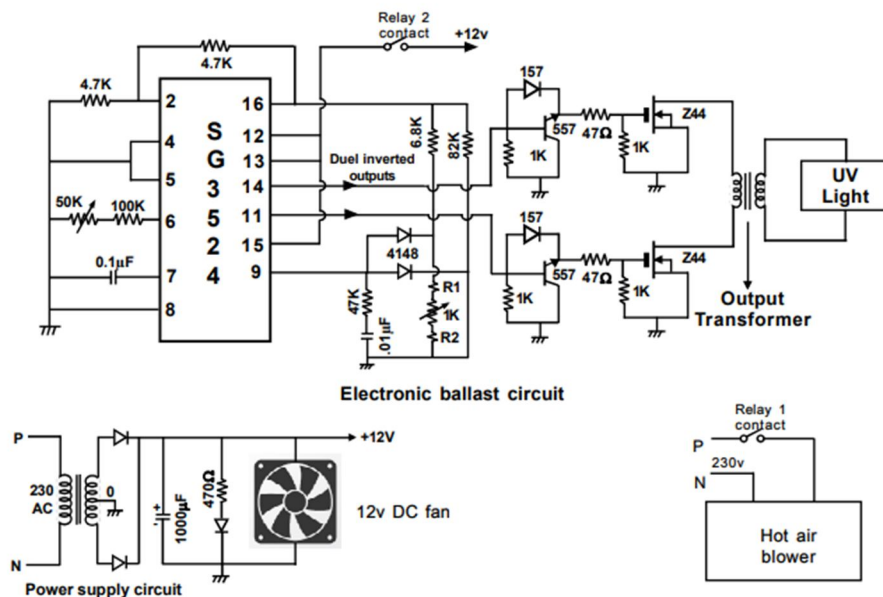 Relay 2
contact
+12v
4.7K
4.7K
2
16
4
S
12
G
13
5
3
14
Duel inverted
outputs
50K
100K
6
5
11
2
15
0.1µF
7
4
9
8
6.8K
82K
4148
47K
.01µF
R1
1K
R2
157
557
1K
47Ω
1K
Z44
157
557
1K
47Ω
1K
Z44
UV
Light
Output
Transformer
Electronic ballast circuit
P
230
AC
N
0
+12V
- +
1000µF
470Ω
12v DC fan
Power supply circuit
Relay 1
contact
P
230v
N
Hot air
blower